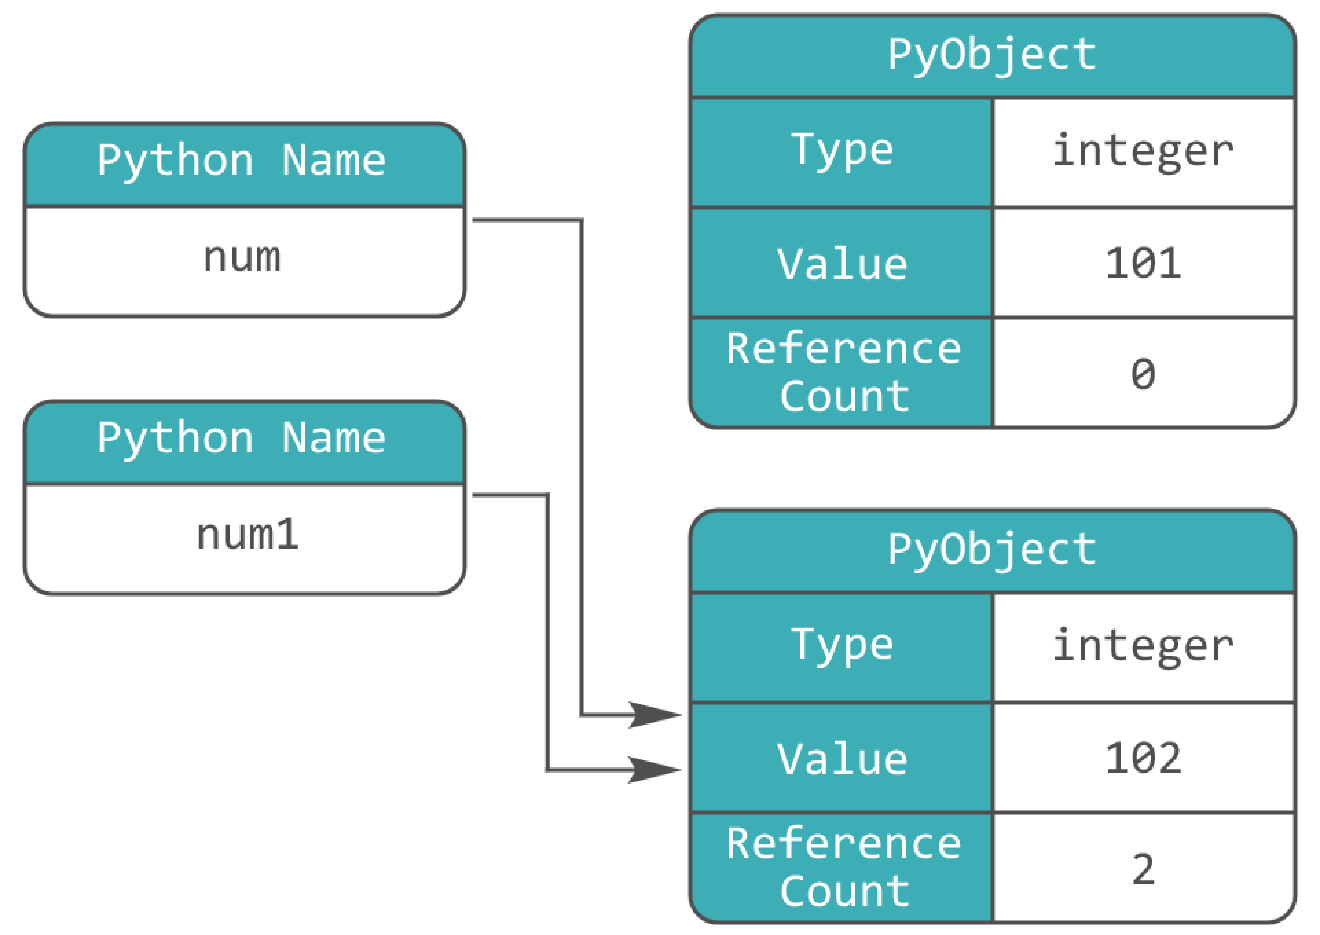 Python Name
num
Python Name
num1
PyObject
Type integer
Value 101
Reference
Count
0
PyObject
Type integer
Value 102
Reference
Count
2